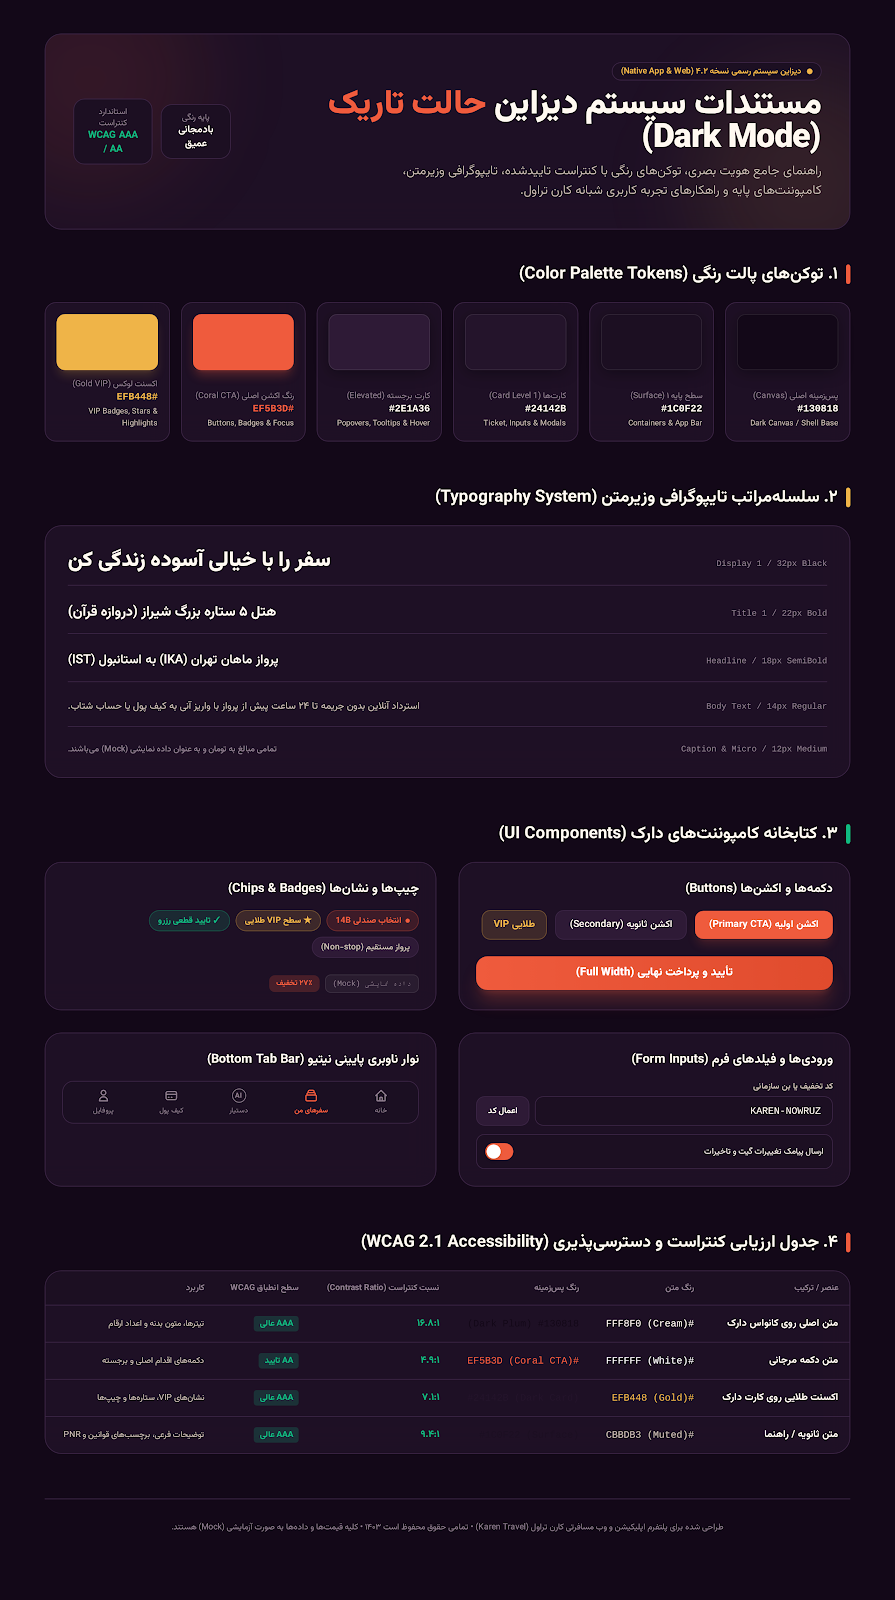 دیزاین سیستم رسمی نسخه ۴.۲ (Native App & Web)
مستندات سیستم دیزاین حالت تاریک
(Dark Mode)
راهنمای جامع هویت بصری، توکن‌های رنگی با کنتراست تاییدشده، تایپوگرافی وزیرمتن،
کامپوننت‌های پایه و راهکارهای تجربه کاربری شبانه کارن تراول.
پایه رنگی
بادمجانی
عمیق
استاندارد
کنتراست
WCAG AAA
/ AA
۱. توکن‌های پالت رنگی (Color Palette Tokens)
پس‌زمینه اصلی (Canvas)
#130818
Dark Canvas / Shell Base
سطح پایه ۱ (Surface)
#1C0F22
Containers & App Bar
کارت‌ها (Card Level 1)
#24142B
Ticket, Inputs & Modals
کارت برجسته (Elevated)
#2E1A36
Popovers, Tooltips & Hover
رنگ اکشن اصلی (Coral CTA)
EF5B3D#
Buttons, Badges & Focus
اکسنت لوکس (Gold VIP)
EFB448#
VIP Badges, Stars &
Highlights
۲. سلسله‌مراتب تایپوگرافی وزیرمتن (Typography System)
Display 1 / 32px Black
سفر را با خیالی آسوده زندگی کن
Title 1 / 22px Bold
هتل ۵ ستاره بزرگ شیراز (دروازه قرآن)
Headline / 18px SemiBold
پرواز ماهان تهران (IKA) به استانبول (IST)
Body Text / 14px Regular
استرداد آنلاین بدون جریمه تا ۲۴ ساعت پیش از پرواز با واریز آنی به کیف پول یا حساب شتاب.
Caption & Micro / 12px Medium
تمامی مبالغ به تومان و به عنوان داده نمایشی (Mock) می‌باشند.
۳. کتابخانه کامپوننت‌های دارک (UI Components)
دکمه‌ها و اکشن‌ها (Buttons)
اکشن اولیه (Primary CTA)
اکشن ثانویه (Secondary)
طلایی VIP
تأیید و پرداخت نهایی (Full Width)
چیپ‌ها و نشان‌ها (Chips & Badges)
● انتخاب صندلی 14B
★ سطح VIP طلایی
✓ تایید قطعی رزرو
پرواز مستقیم (Non-stop)
داده نمایشی (Mock)
۲۷٪ تخفیف
ورودی‌ها و فیلدهای فرم (Form Inputs)
کد تخفیف یا بن سازمانی
KAREN-NOWRUZ
اعمال کد
ارسال پیامک تغییرات گیت و تاخیرات
نوار ناوبری پایینی نیتیو (Bottom Tab Bar)
خانه
سفرهای من
AI
دستیار
کیف پول
پروفایل
۴. جدول ارزیابی کنتراست و دسترسی‌پذیری (WCAG 2.1 Accessibility)
عنصر / ترکیب
رنگ متن
رنگ پس‌زمینه
نسبت کنتراست (Contrast Ratio)
سطح انطباق WCAG
کاربرد
متن اصلی روی کانواس دارک
FFF8F0 (Cream)#
۱۶.۸:۱
AAA عالی
تیترها، متون بدنه و اعداد ارقام
متن دکمه مرجانی
FFFFFF (White)#
EF5B3D (Coral CTA)#
۴.۹:۱
AA تایید
دکمه‌های اقدام اصلی و برجسته
اکسنت طلایی روی کارت دارک
EFB448 (Gold)#
۷.۱:۱
AAA عالی
نشان‌های VIP، ستاره‌ها و چیپ‌ها
متن ثانویه / راهنما
CBBDB3 (Muted)#
۹.۴:۱
AAA عالی
توضیحات فرعی، برچسب‌های قوانین و PNR
طراحی شده برای پلتفرم اپلیکیشن و وب مسافرتی کارن تراول (Karen Travel) • تمامی حقوق محفوظ است ۱۴۰۳ • کلیه قیمت‌ها و داده‌ها به صورت آزمایشی (Mock) هستند.